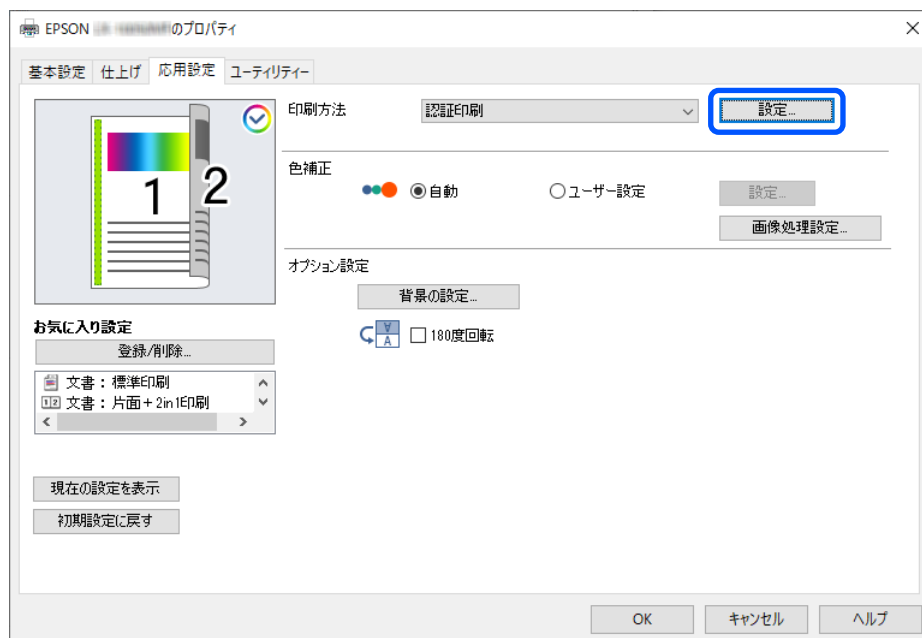 EPSON のプロパティ
基本設定 仕上げ 応用設定 ユーティリティー
1 2
印刷方法 認証印刷 設定...
色補正
自動 ユーザー設定 設定...
画像処理設定...
オプション設定
背景の設定...
A A 180度回転
お気に入り設定
登録/削除...
文書：標準印刷
12 文書：片面＋2in1印刷
現在の設定を表示
初期設定に戻す
OK キャンセル ヘルプ